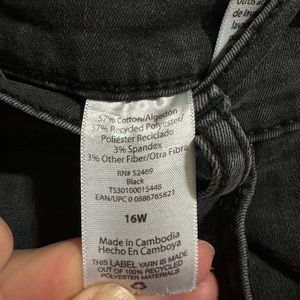 57% Cotton/Algodón
37% Recycled Polyester/
Poliéster Reciclado
3% Spandex
3% Other Fiber/Otra Fibra
RN# 52469
Black
TS30100015448
EAN/UPC 0 0886765821
16W
Made in Cambodia
Hecho En Camboya
THIS LABEL YARN IS MADE
OUT OF 100% RECYCLED
POLYESTER MATERIALS